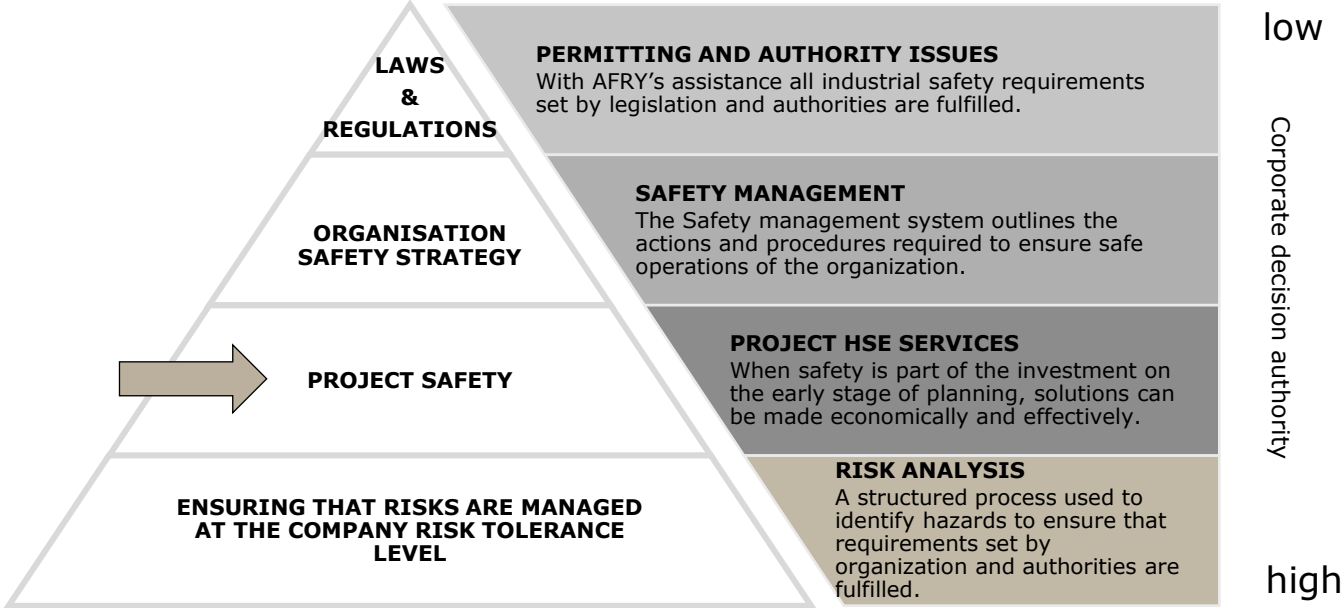 LAWS
&
REGULATIONS
PERMITTING AND AUTHORITY ISSUES
With AFRY's assistance all industrial safety requirements
set by legislation and authorities are fulfilled.
low
ORGANISATION
SAFETY STRATEGY
SAFETY MANAGEMENT
The Safety management system outlines the
actions and procedures required to ensure safe
operations of the organization.
Corporate decision authority
PROJECT SAFETY
PROJECT HSE SERVICES
When safety is part of the investment on
the early stage of planning, solutions can
be made economically and effectively.
ENSURING THAT RISKS ARE MANAGED
AT THE COMPANY RISK TOLERANCE
LEVEL
RISK ANALYSIS
A structured process used to
identify hazards to ensure that
requirements set by
organization and authorities are
fulfilled.
high